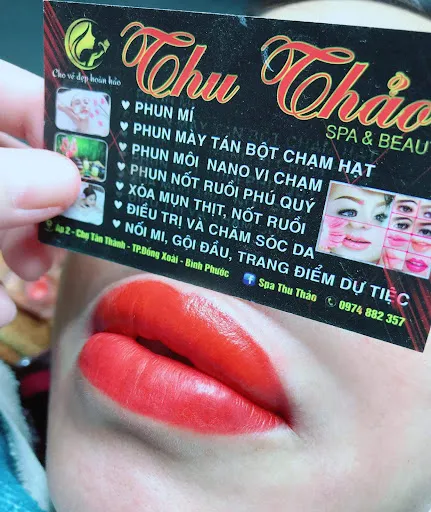 Cho vẻ đẹp hoàn hảo
Thu Thảo
SPA & BEAU
PHUN MÍ
PHUN MÀY TÁN BỘT CHẠM HẠT
PHUN MÔI NANO VI CHẠM
PHUN NỐT RUỒI PHÚ QUÝ
XÓA MỤN THỊT, NỐT RUỒI
ĐIỀU TRỊ VÀ CHĂM SÓC DA
NỐI MI, GỘI ĐẦU, TRANG ĐIỂM DỰ TIỆC
Ấp 2 - Chợ Tân Thành - TP.Đồng Xoài - Bình Phước
Spa Thu Thảo 0974 882 357